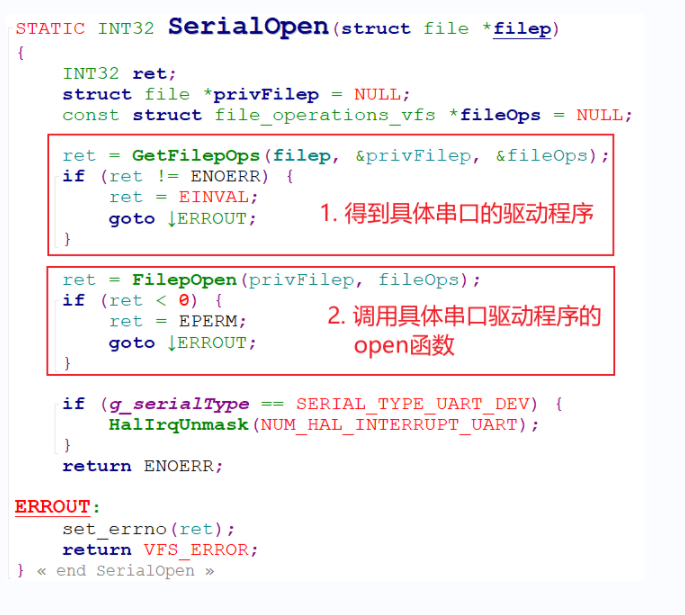 STATIC INT32 SerialOpen(struct file *filep)
{
    INT32 ret;
    struct file *privFilep = NULL;
    const struct file_operations_vfs *fileOps = NULL;

    ret = GetFilepOps(filep, &privFilep, &fileOps);
    if (ret != ENOERR) {
        ret = EINVAL;
        goto ↓ERROUT;
    }
1. 得到具体串口的驱动程序

    ret = FilepOpen(privFilep, fileOps);
    if (ret < 0) {
        ret = EPERM;
        goto ↓ERROUT;
    }
2. 调用具体串口驱动程序的
open函数

    if (g_serialType == SERIAL_TYPE_UART_DEV) {
        HalIrqUnmask(NUM_HAL_INTERRUPT_UART);
    }
    return ENOERR;

ERROUT:
    set_errno(ret);
    return VFS_ERROR;
} « end SerialOpen »